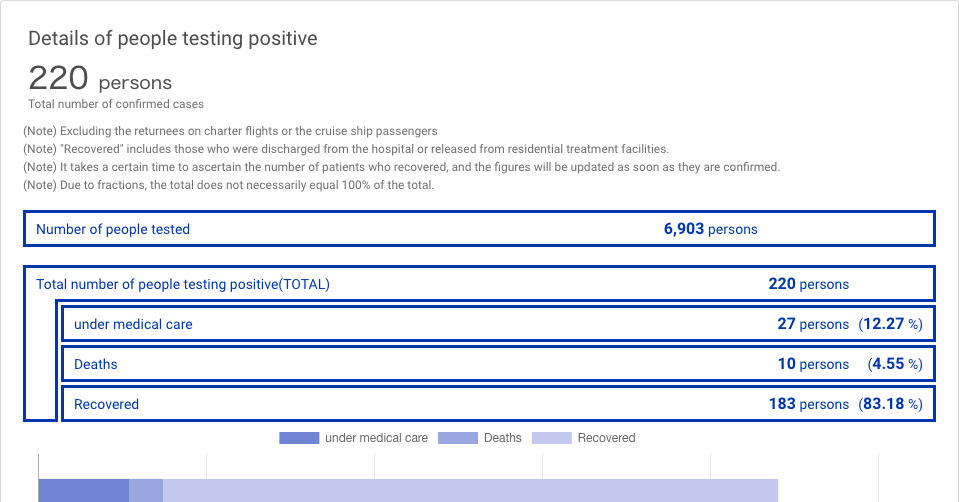 Details of people testing positive
220 persons
Total number of confirmed cases
(Note) Excluding the returnees on charter flights or the cruise ship passengers
(Note) "Recovered" includes those who were discharged from the hospital or released from residential treatment facilities.
(Note) It takes a certain time to ascertain the number of patients who recovered, and the figures will be updated as soon as they are confirmed.
(Note) Due to fractions, the total does not necessarily equal 100% of the total.
Number of people tested 6,903 persons
Total number of people testing positive(TOTAL) 220 persons
under medical care 27 persons (12.27 %)
Deaths 10 persons (4.55 %)
Recovered 183 persons (83.18 %)
under medical care Deaths Recovered